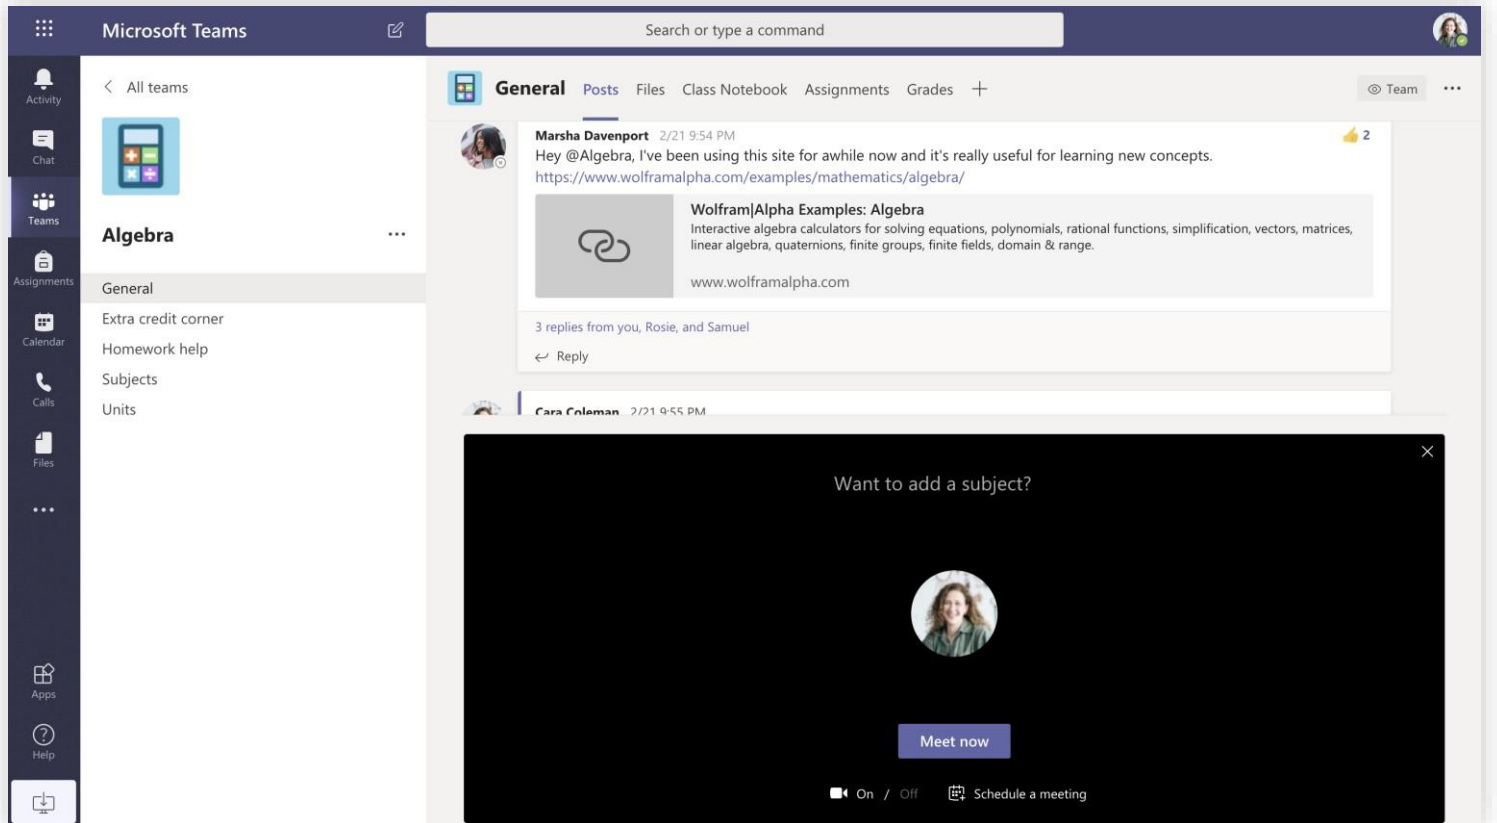 Microsoft Teams
Search or type a command
Activity
Chat
Teams
Assignments
Calendar
Calls
Files
Apps
Help
All teams
Algebra
General
Extra credit corner
Homework help
Subjects
Units
General Posts Files Class Notebook Assignments Grades
Team
Marsha Davenport 2/21 9:54 PM
2
Hey @Algebra, I've been using this site for awhile now and it's really useful for learning new concepts.
https://www.wolframalpha.com/examples/mathematics/algebra/
Wolfram|Alpha Examples: Algebra
Interactive algebra calculators for solving equations, polynomials, rational functions, simplification, vectors, matrices,
linear algebra, quaternions, finite groups, finite fields, domain & range.
www.wolframalpha.com
3 replies from you, Rosie, and Samuel
Reply
Cara Coleman 2/21 9:55 PM
Want to add a subject?
Meet now
On / Off Schedule a meeting